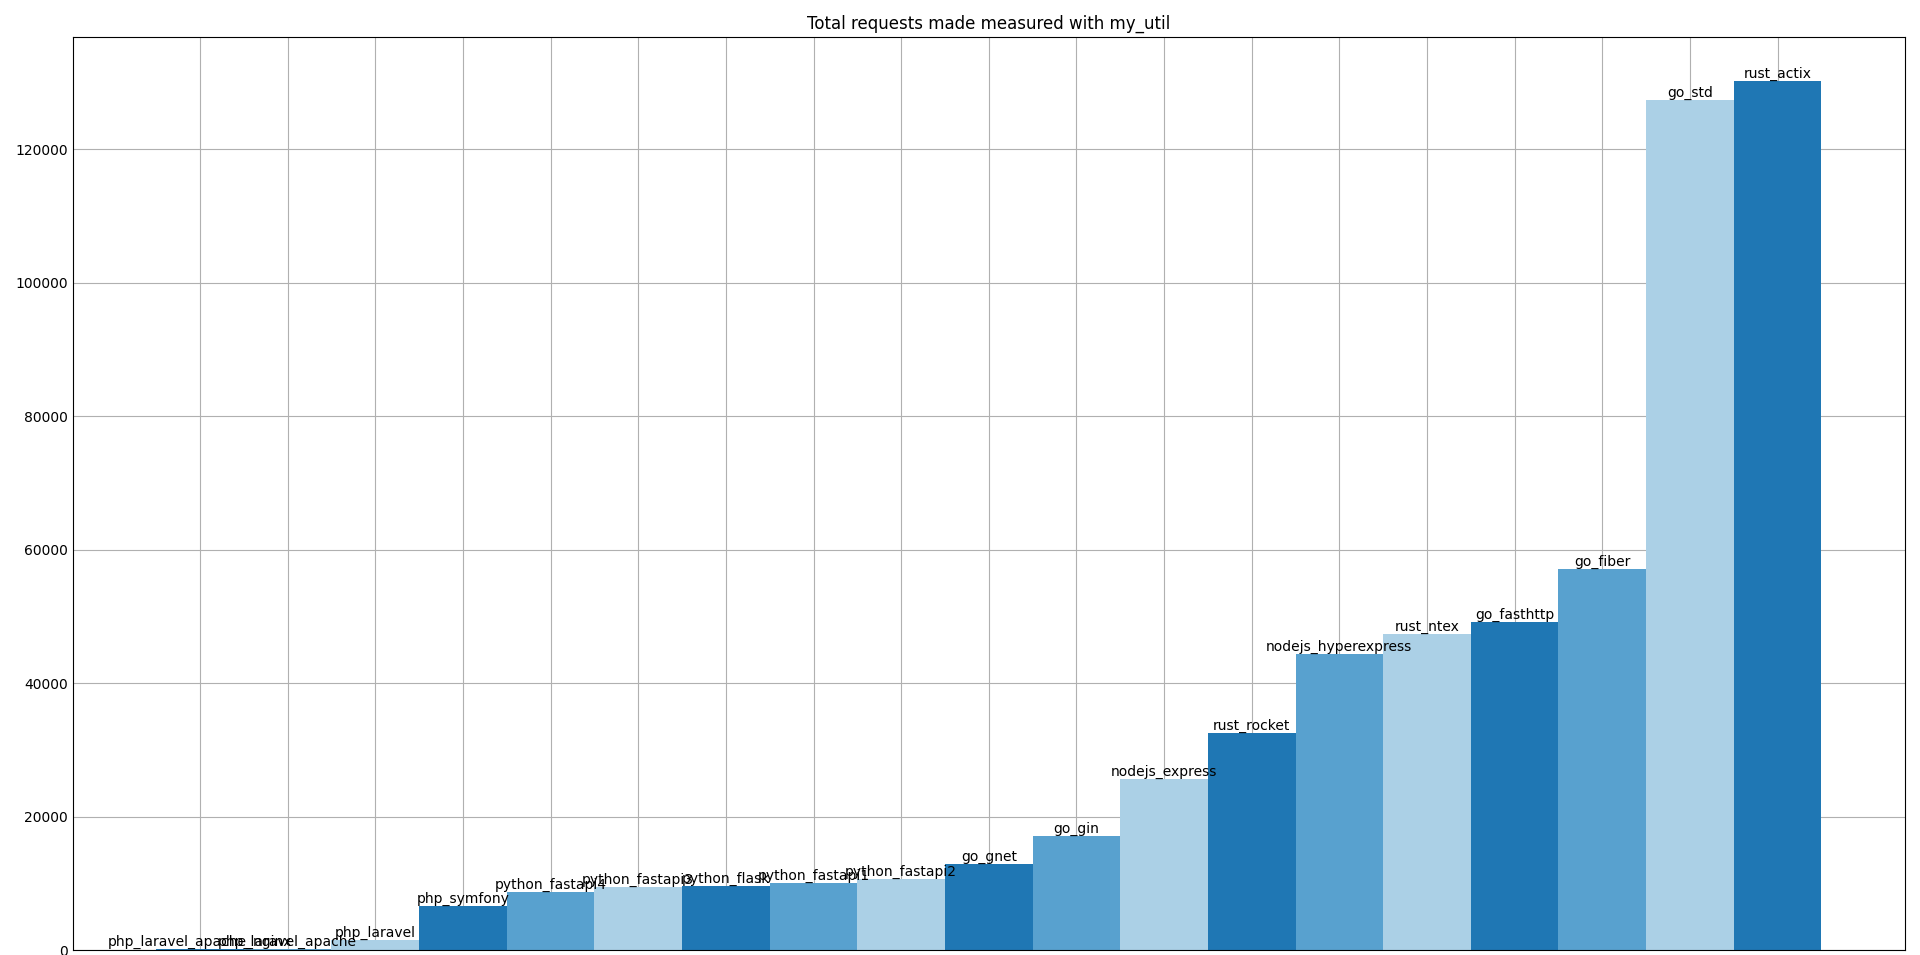 Total requests made measured with my_util
120000
100000
80000
60000
40000
20000
0
php_laravel_apache_nginx
php_laravel_apache
php_laravel
php_symfony
python_fastapi4
python_fastapi3
python_flask
python_fastapi1
python_fastapi2
go_gnet
go_gin
nodejs_express
rust_rocket
nodejs_hyperexpress
rust_ntex
go_fasthttp
go_fiber
go_std
rust_actix